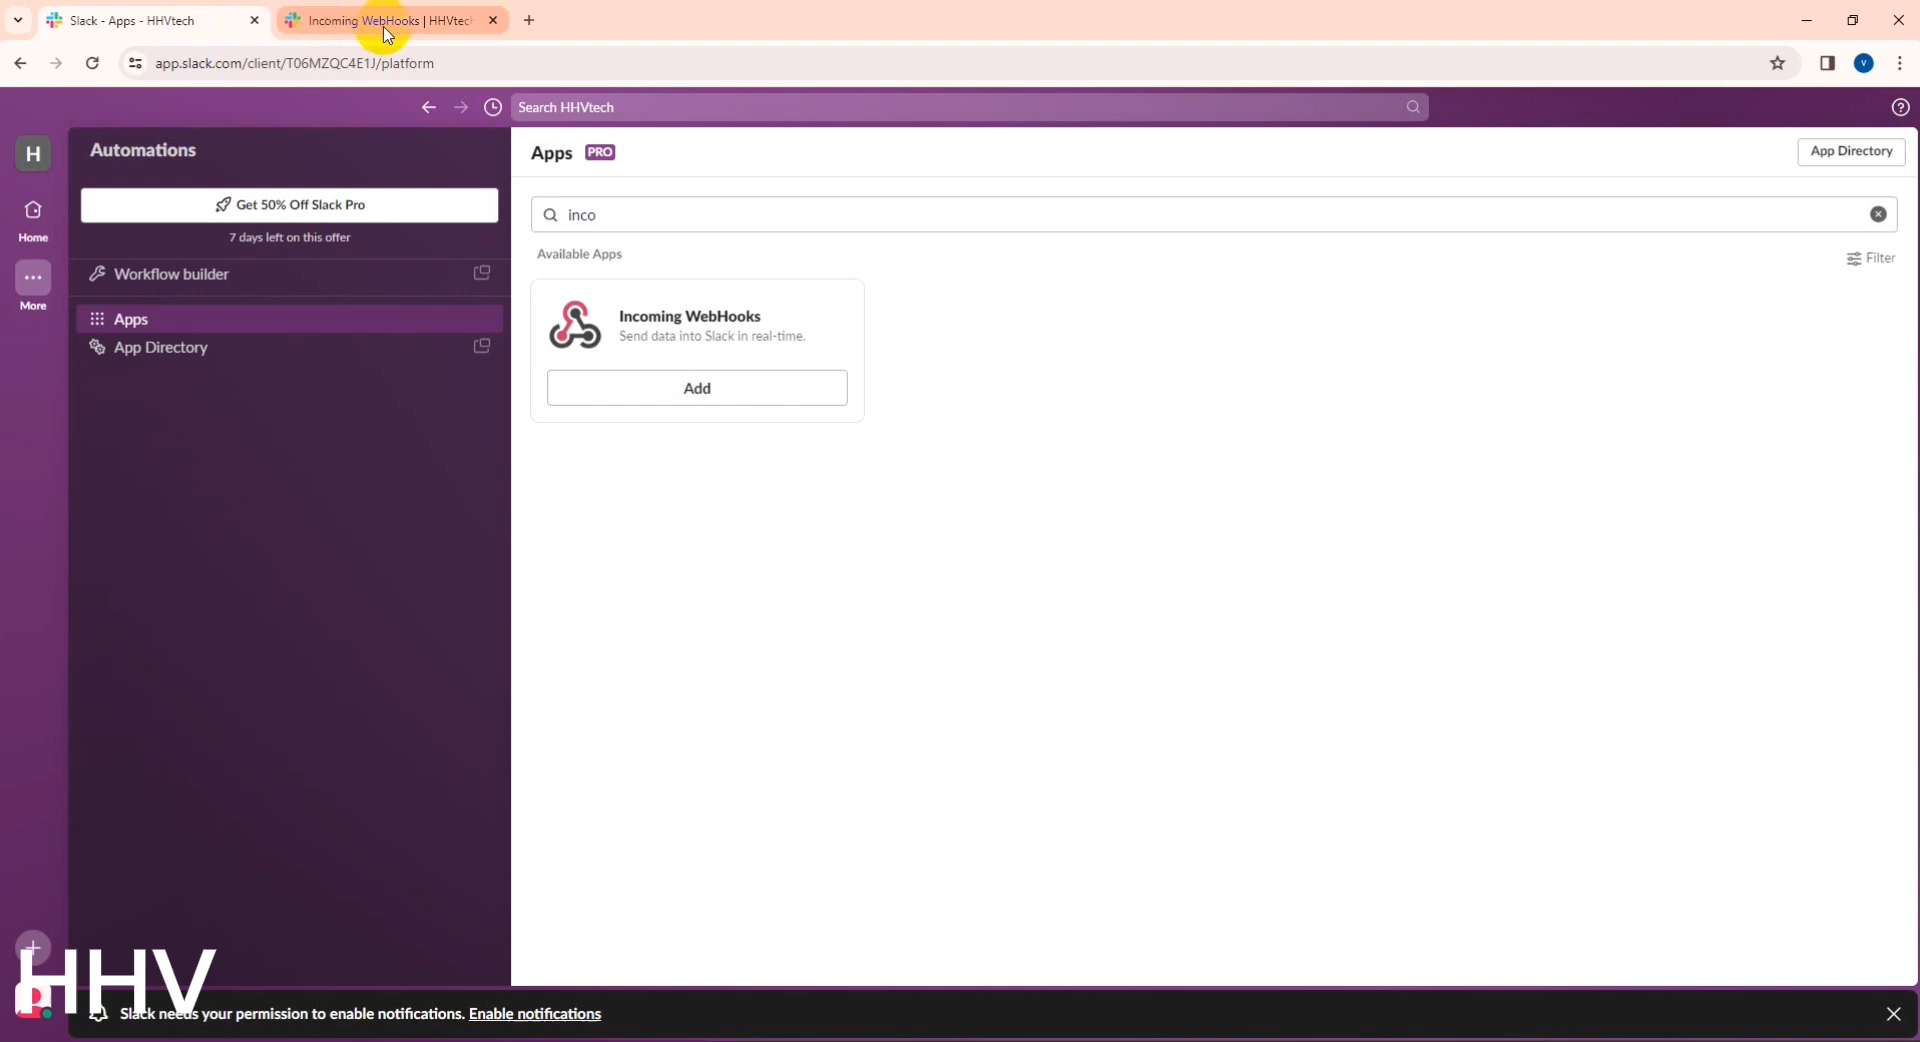 Slack - Apps - HHVtech
Incoming WebHooks | HHVtech
app.slack.com/client/T06MZQC4E1J/platform
V
Search HHVtech
H
Automations
Apps PRO
App Directory
Get 50% Off Slack Pro
7 days left on this offer
inco
Home
Available Apps
Filter
Workflow builder
More
Apps
App Directory
Incoming WebHooks
Send data into Slack in real-time.
Add
HHV
Slack needs your permission to enable notifications. Enable notifications